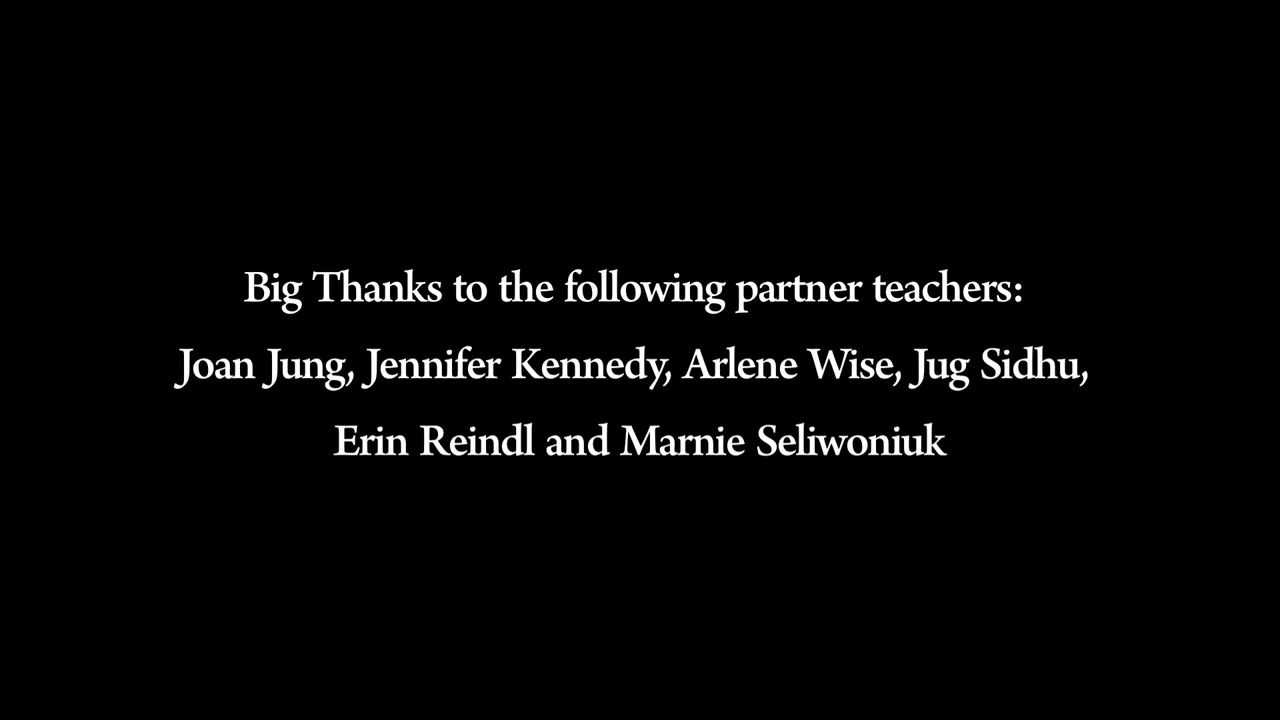 Big Thanks to the following partner teachers:
Joan Jung, Jennifer Kennedy, Arlene Wise, Jug Sidhu,
Erin Reindl and Marnie Seliwoniuk